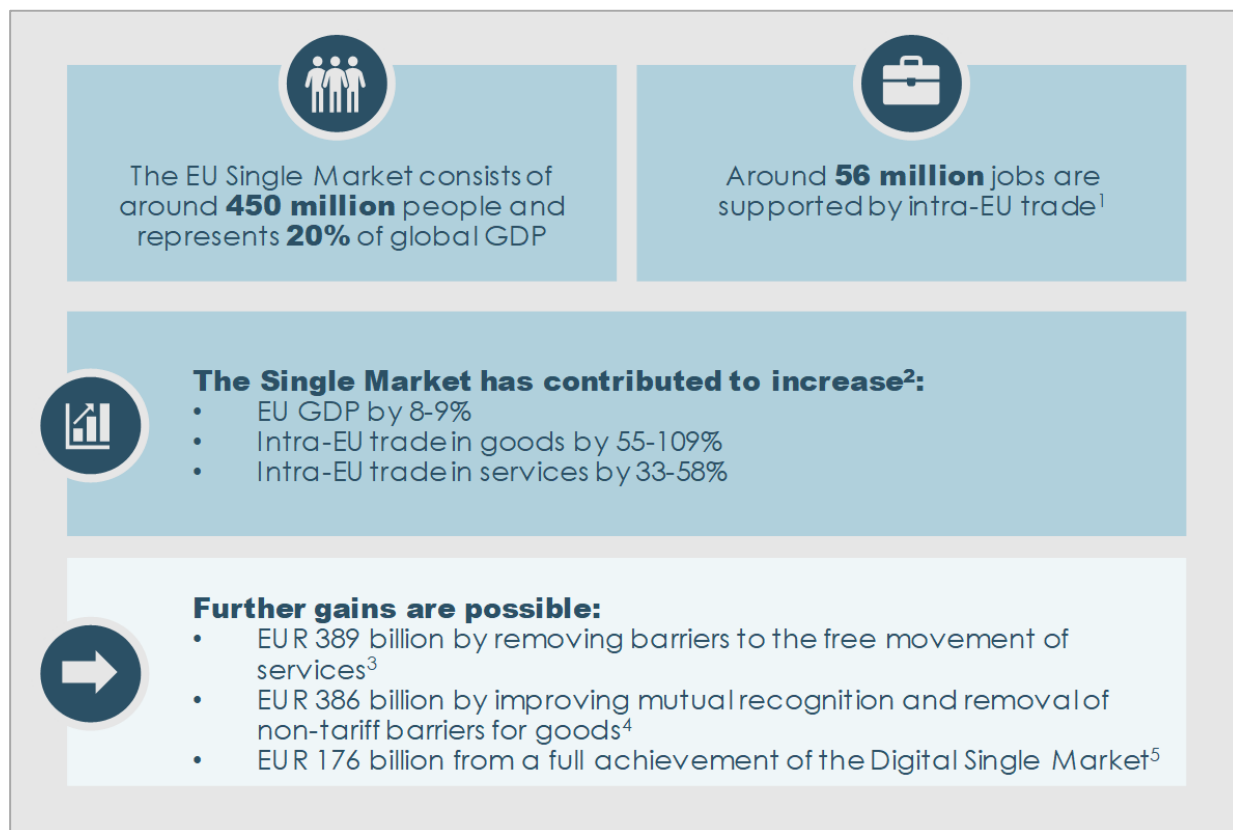 The EU Single Market consists of
around 450 million people and
represents 20% of global GDP
Around 56 million jobs are
supported by intra-EU trade¹
The Single Market has contributed to increase²:
• EU GDP by 8-9%
• Intra-EU trade in goods by 55-109%
• Intra-EU trade in services by 33-58%
Further gains are possible:
• EUR 389 billion by removing barriers to the free movement of
services³
• EUR 386 billion by improving mutual recognition and removal of
non-tariff barriers for goods⁴
• EUR 176 billion from a full achievement of the Digital Single Market⁵